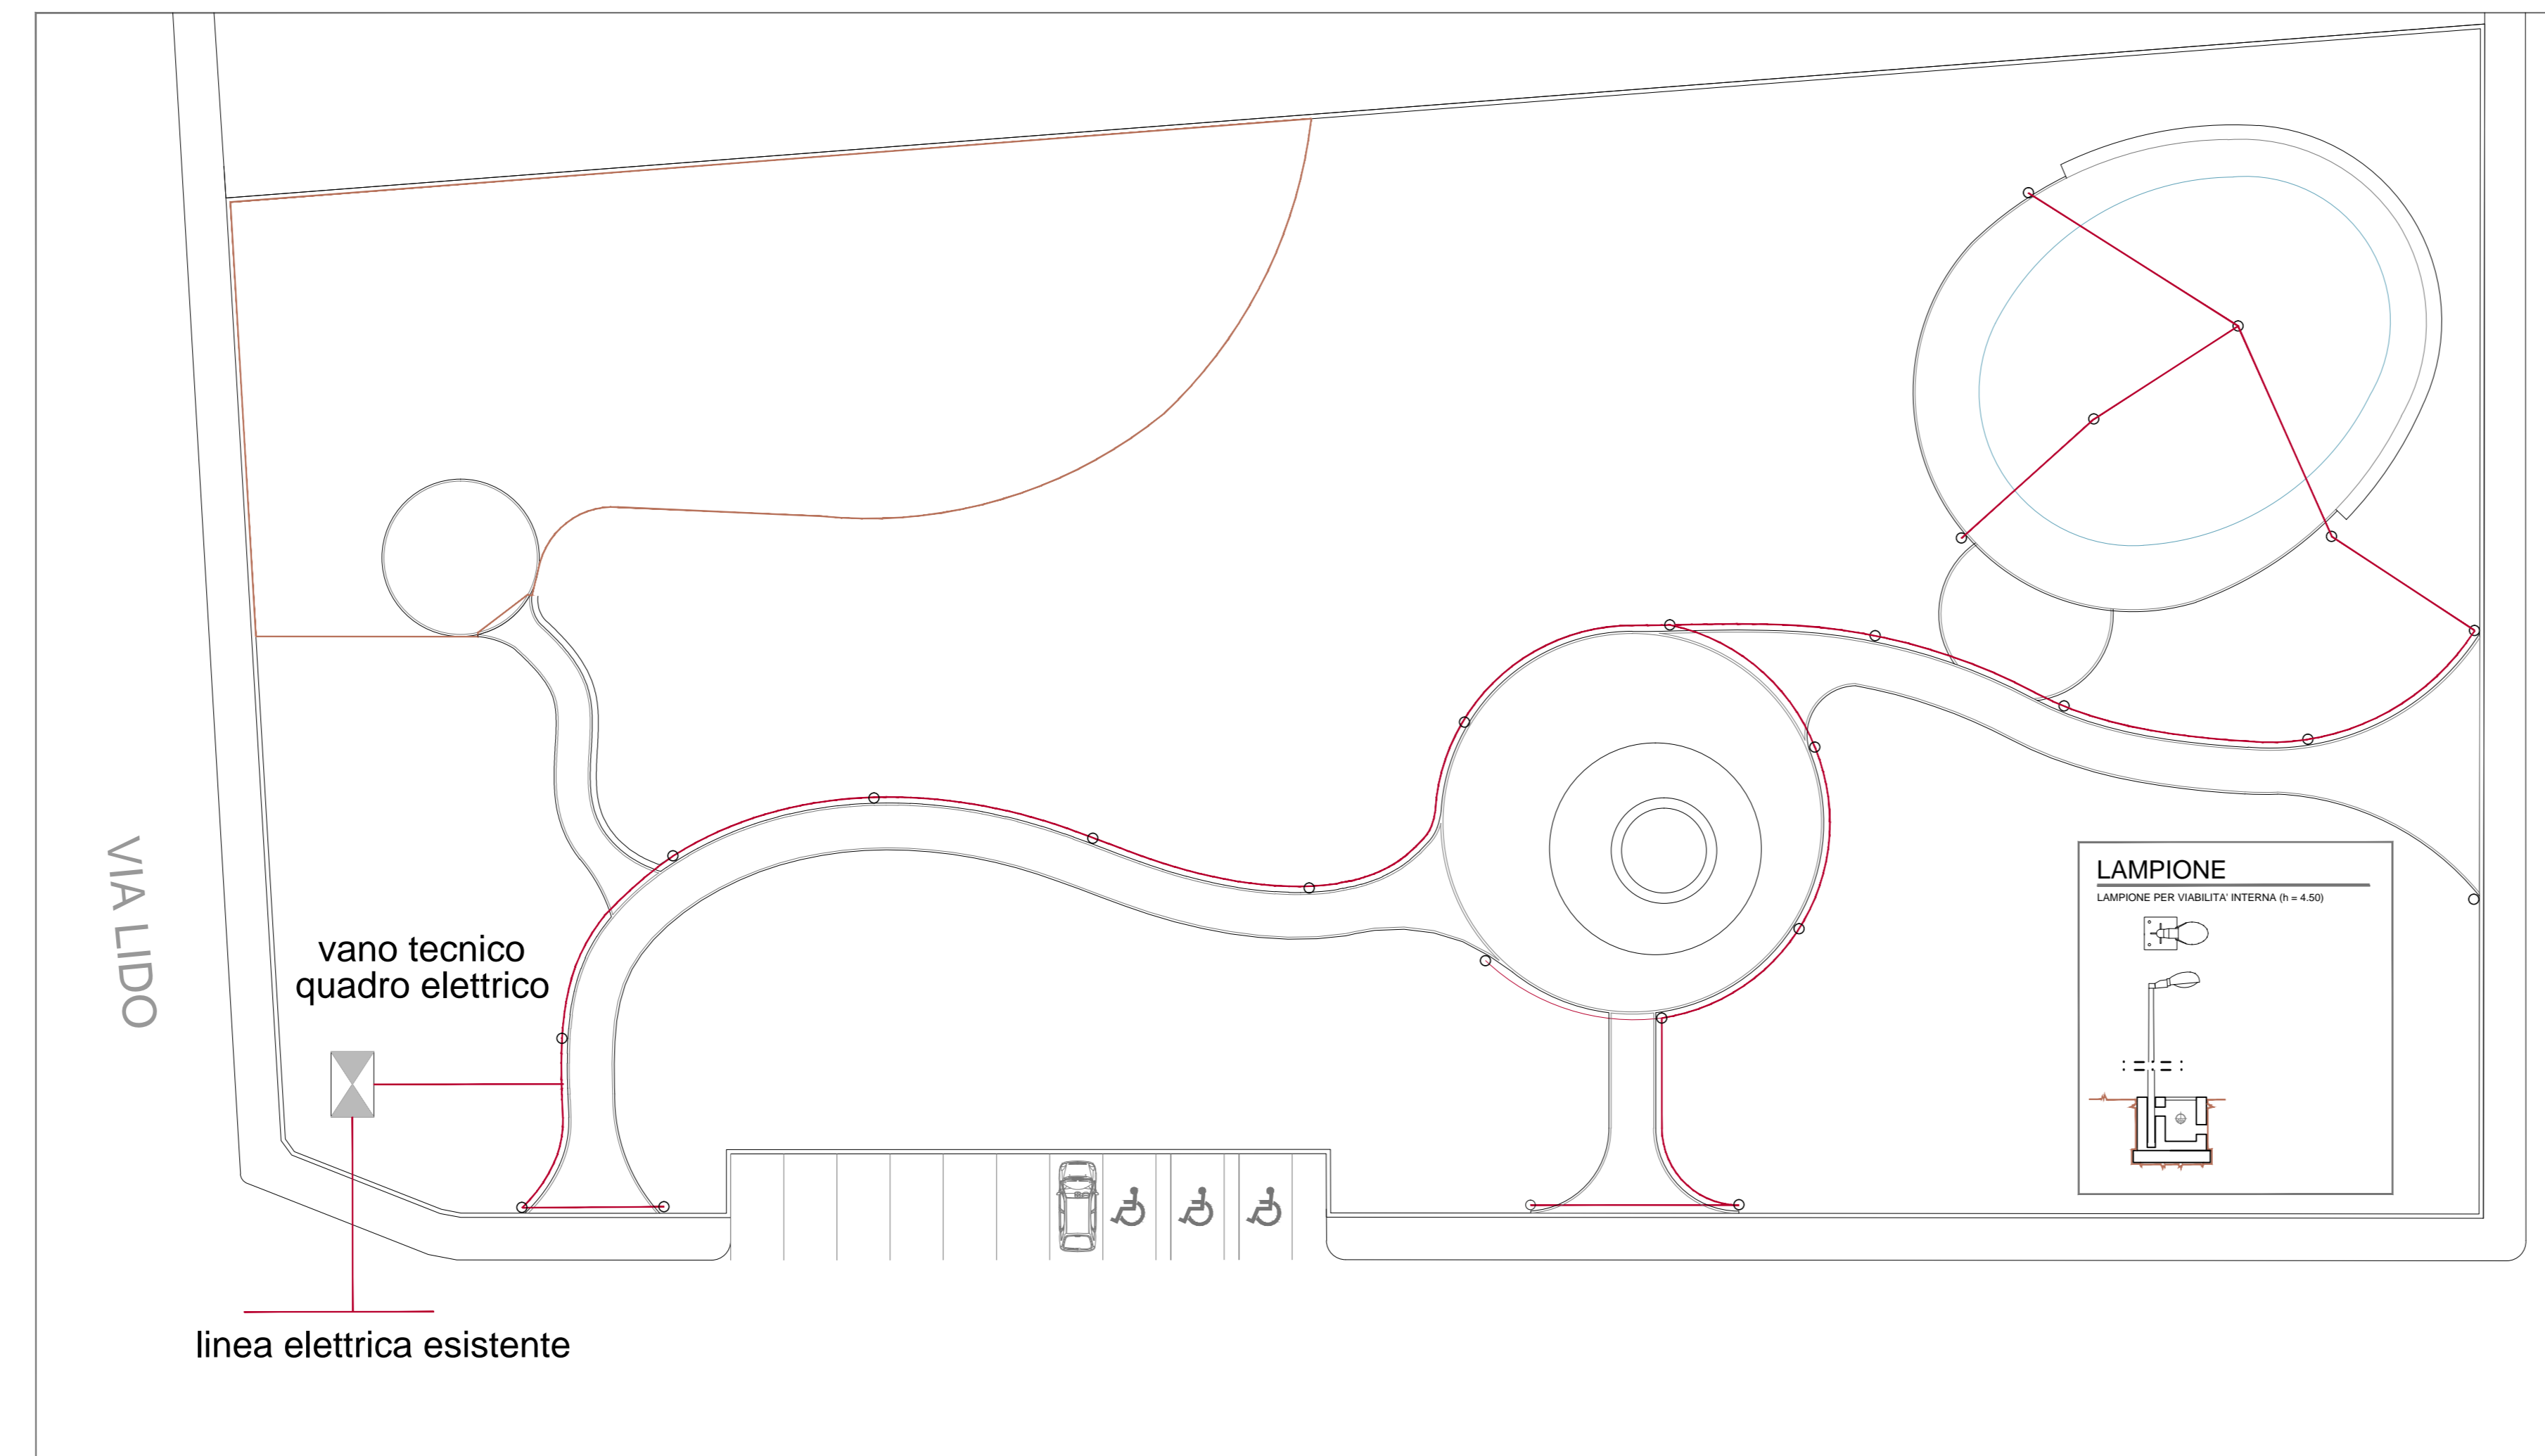 VIA LIDO
vano tecnico
quadro elettrico
linea elettrica esistente
LAMPIONE
LAMPIONE PER VIABILITA' INTERNA (h = 4.50)